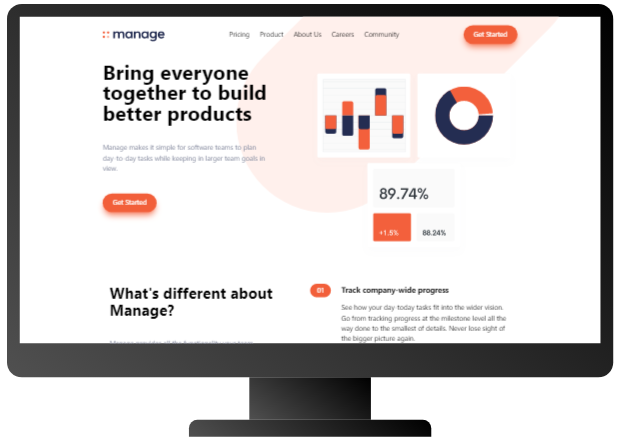 manage
Pricing Product About Us Careers Community
Get Started
Bring everyone
together to build
better products
Manage makes it simple for software teams to plan
day-to-day tasks while keeping in larger team goals in
view.
Get Started
89.74%
+1.5%
88.24%
What's different about
Manage?
01
Track company-wide progress
See how your day-today tasks fit into the wider vision.
Go from tracking progress at the milestone level all the
way done to the smallest of details. Never lose sight of
the bigger picture again.